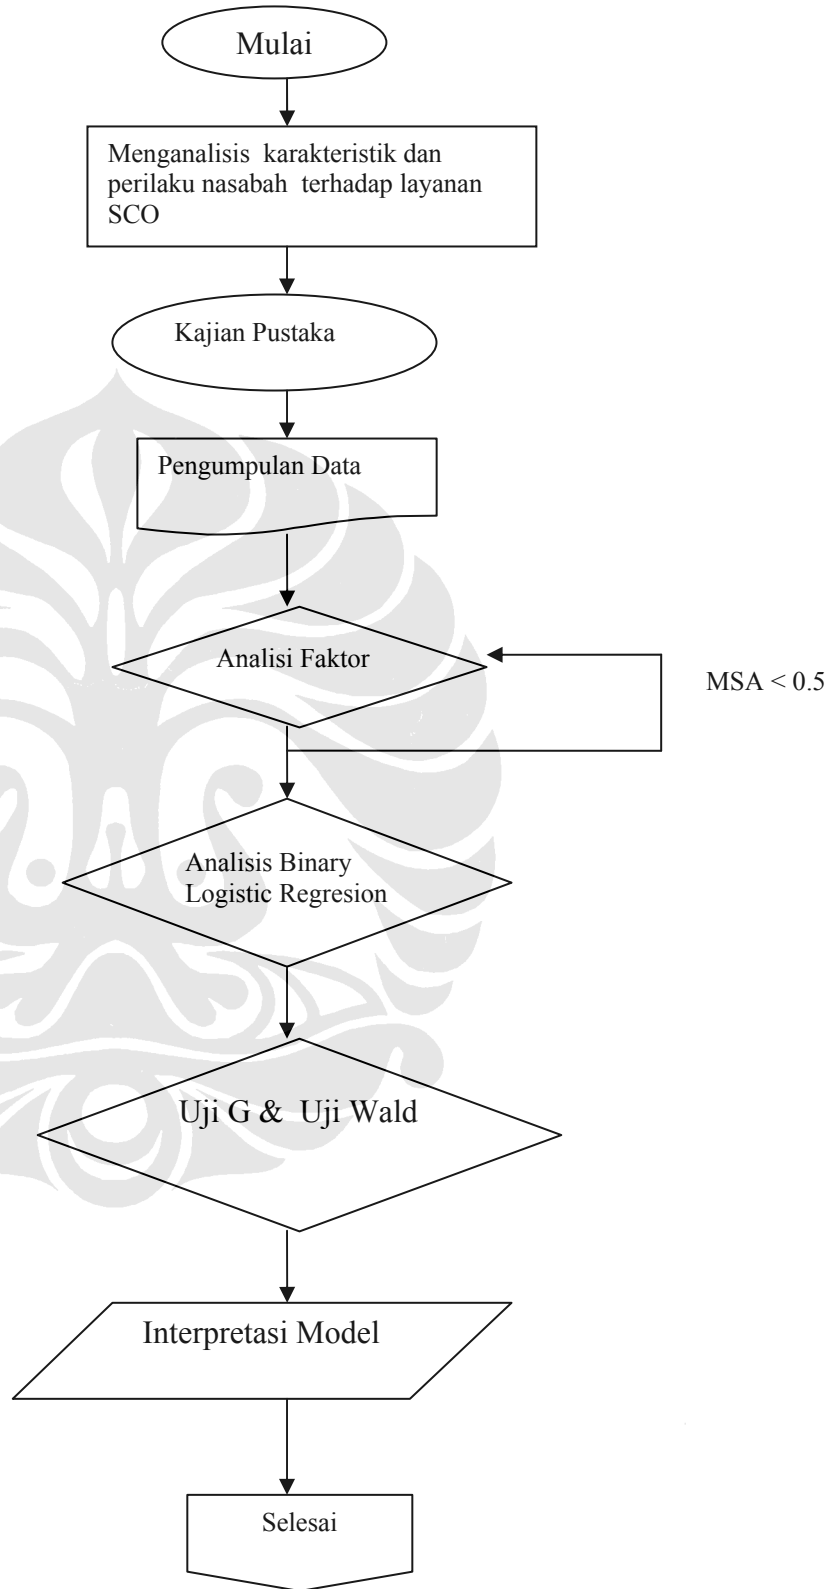 Mulai
Menganalisis karakteristik dan
perilaku nasabah terhadap layanan
SCO
Kajian Pustaka
Pengumpulan Data
Analisi Faktor
MSA < 0.5
Analisis Binary
Logistic Regresion
Uji G & Uji Wald
Interpretasi Model
Selesai